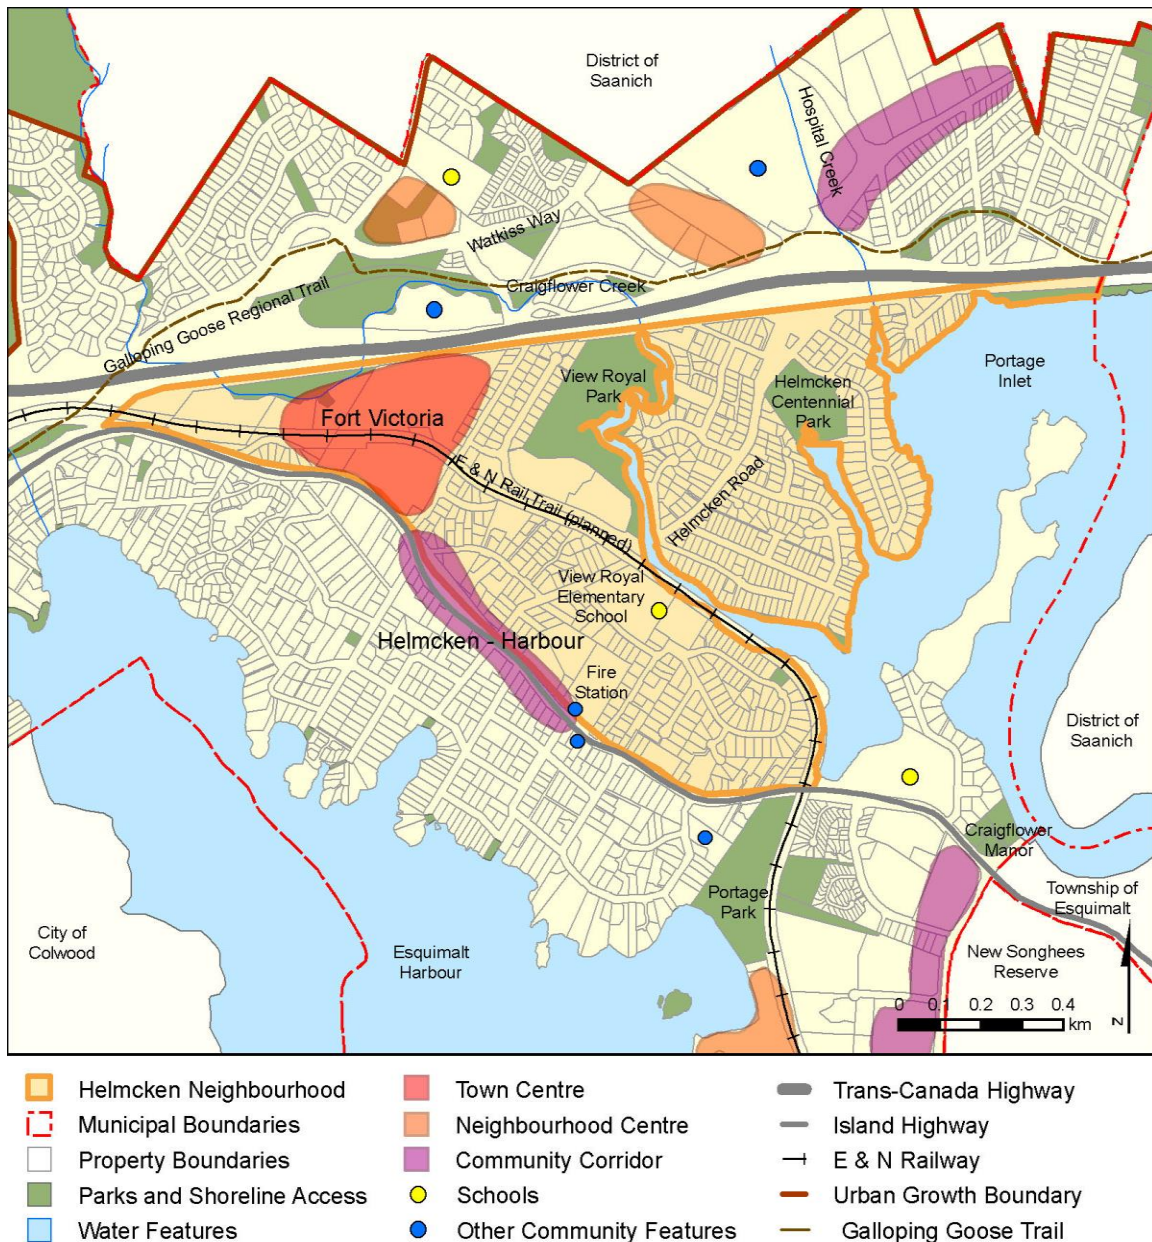 District of
Saanich
Hospital Creek
Watkiss Way
Craigflower Creek
Galloping Goose Regional Trail
Portage
Inlet
View Royal
Park
Helmcken
Centennial
Park
Fort Victoria
E & N Rail Trail (planned)
Helmcken Road
View Royal
Elementary
School
Helmcken - Harbour
Fire
Station
District of
Saanich
Craigflower
Manor
Portage
Park
Township of
Esquimalt
City of
Colwood
Esquimalt
Harbour
New Songhees
Reserve
0 0.1 0.2 0.3 0.4
km
N
Helmcken Neighbourhood
Municipal Boundaries
Property Boundaries
Parks and Shoreline Access
Water Features
Town Centre
Neighbourhood Centre
Community Corridor
Schools
Other Community Features
Trans-Canada Highway
Island Highway
E & N Railway
Urban Growth Boundary
Galloping Goose Trail